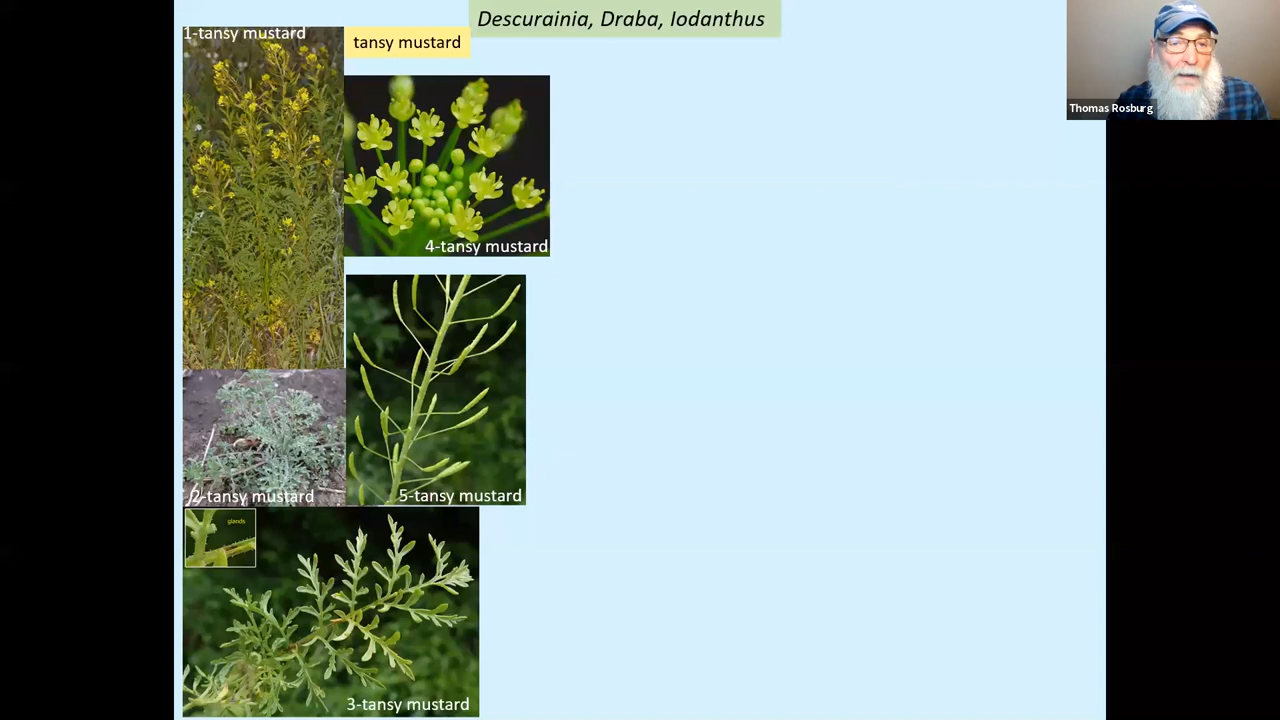 Descurainia, Draba, Iodanthus
1-tansy mustard
tansy mustard
4-tansy mustard
2-tansy mustard
5-tansy mustard
glands
3-tansy mustard
Thomas Rosburg